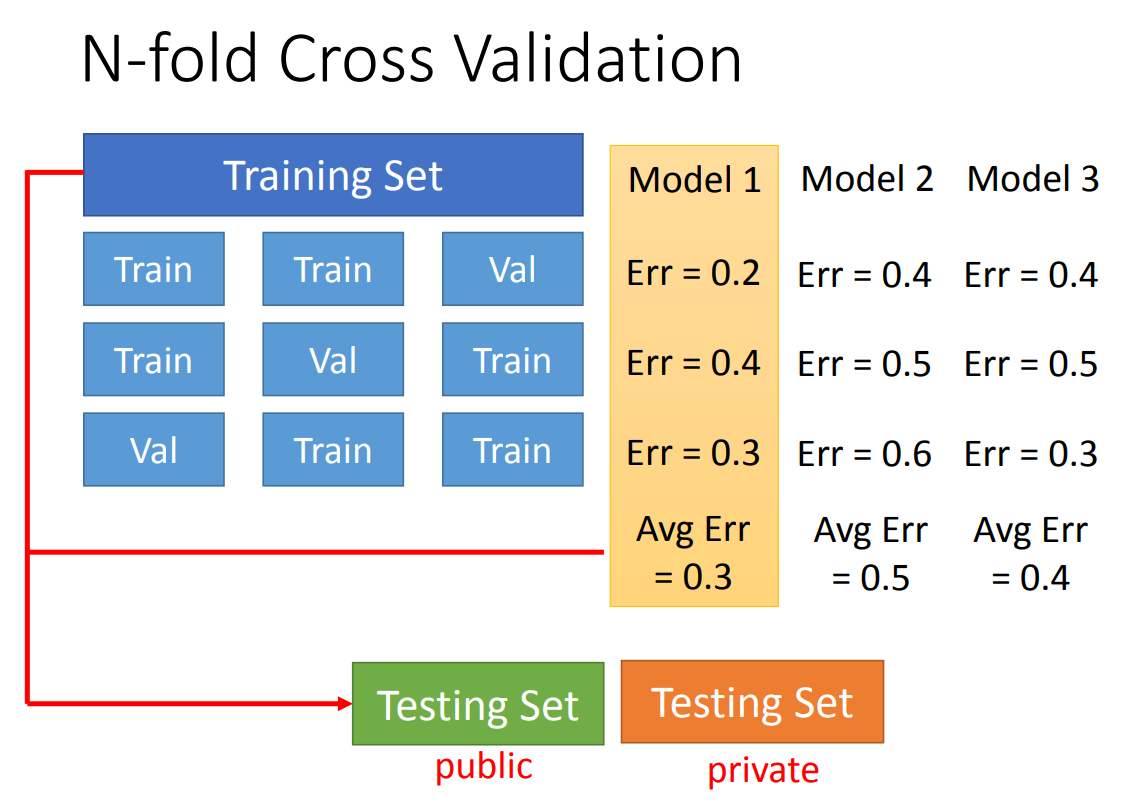 N-fold Cross Validation
Training Set
Model 1 Model 2 Model 3
Train Train Val
Err = 0.2 Err = 0.4 Err = 0.4
Train Val Train
Err = 0.4 Err = 0.5 Err = 0.5
Val Train Train
Err = 0.3 Err = 0.6 Err = 0.3
Avg Err Avg Err Avg Err
= 0.3 = 0.5 = 0.4
Testing Set Testing Set
public private